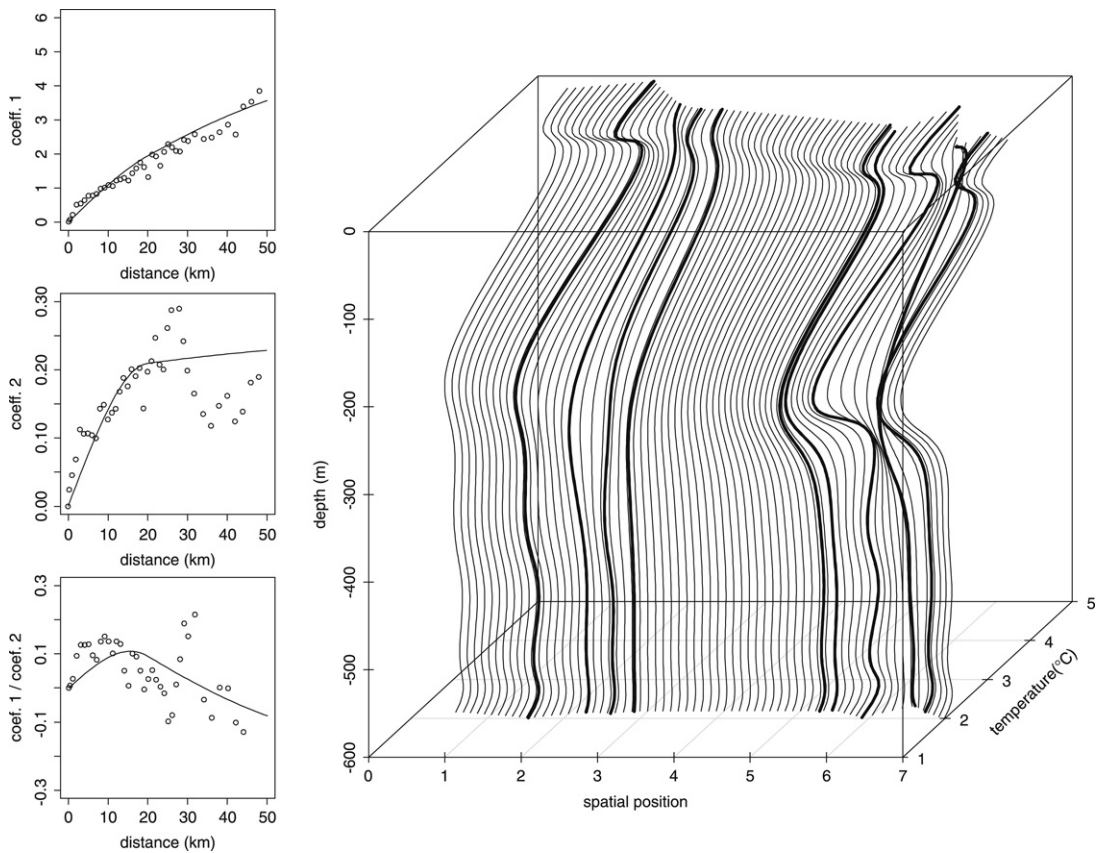 6
5
4
3
2
1
0
coeff. 1
0 10 20 30 40 50
distance (km)
0.30
0.20
0.10
0.00
coeff. 2
0 10 20 30 40 50
distance (km)
0.3
0.1
-0.1
-0.3
coef. 1 / coef. 2
0 10 20 30 40 50
distance (km)
0
-100
-200
-300
-400
-500
-600
depth (m)
0 1 2 3 4 5 6 7
spatial position
1
2
3
4
5
temperature(°C)